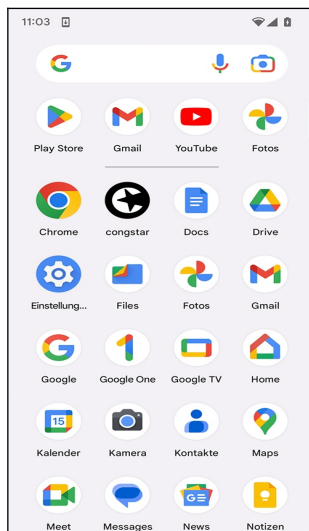 11:03
Play Store Gmail YouTube Fotos
Chrome congstar Docs Drive
Einstellung... Files Fotos Gmail
Google Google One Google TV Home
15
Kalender Kamera Kontakte Maps
GE
Meet Messages News Notizen